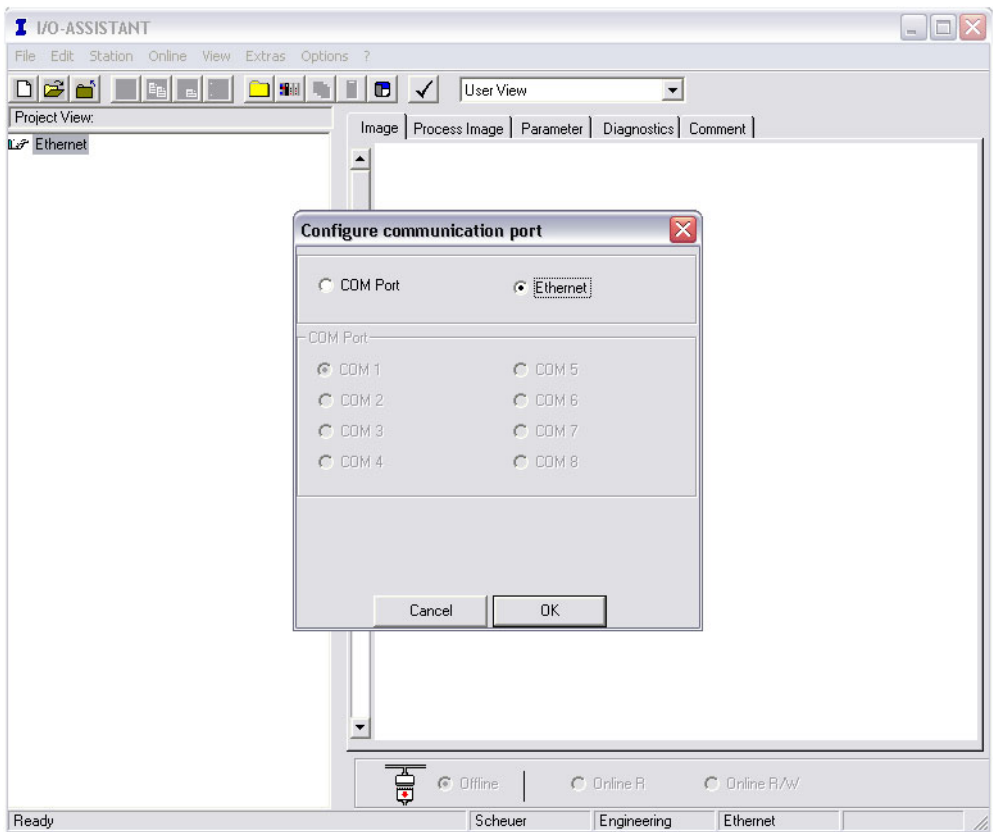 I/O-ASSISTANT
File Edit Station Online View Extras Options ?
User View
Project View:
Image Process Image Parameter Diagnostics Comment
Ethernet
Configure communication port
COM Port Ethernet
COM Port
COM 1 COM 5
COM 2 COM 6
COM 3 COM 7
COM 4 COM 8
Cancel OK
Offline Online R Online R/W
Ready Scheuer Engineering Ethernet